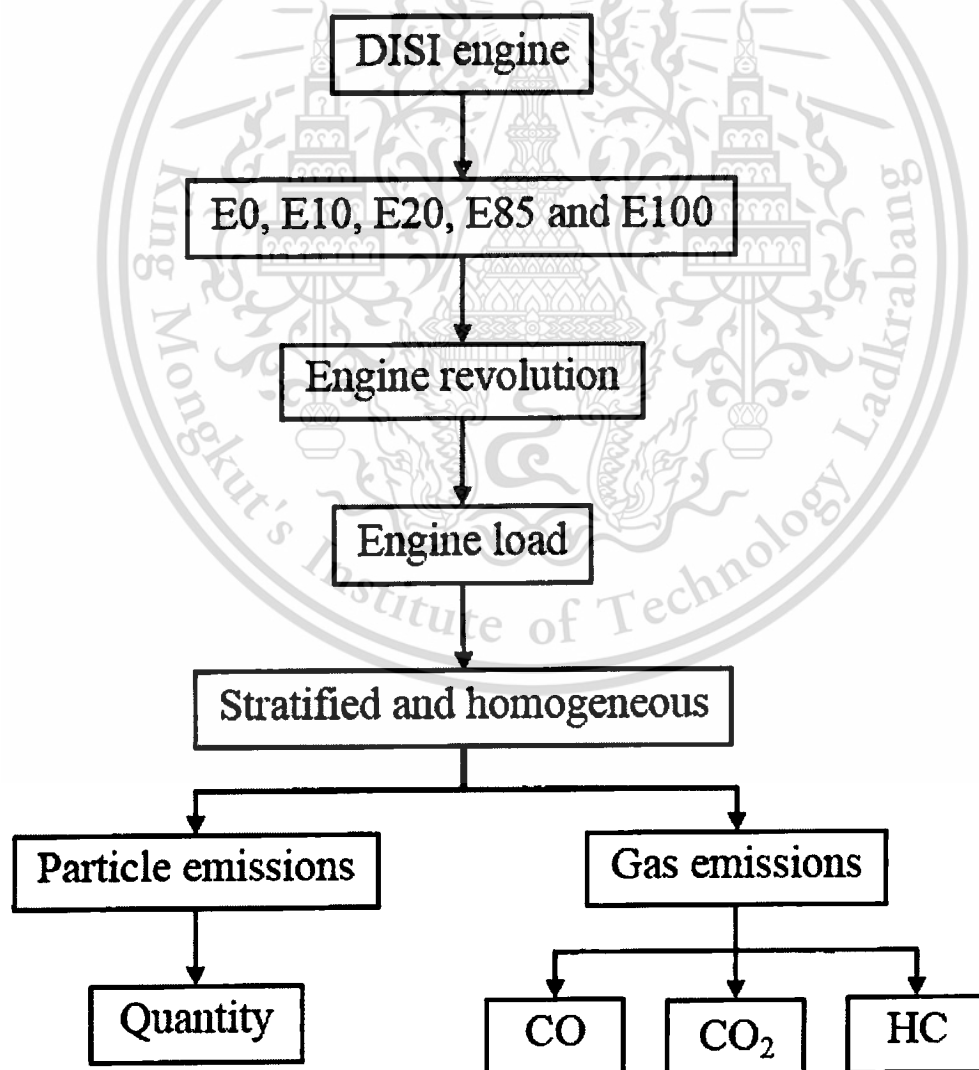 DISI engine
E0, E10, E20, E85 and E100
Engine revolution
Engine load
Stratified and homogeneous
Particle emissions
Gas emissions
Quantity
CO
CO₂
HC
King Mongkut's Institute of Technology Ladkrabang